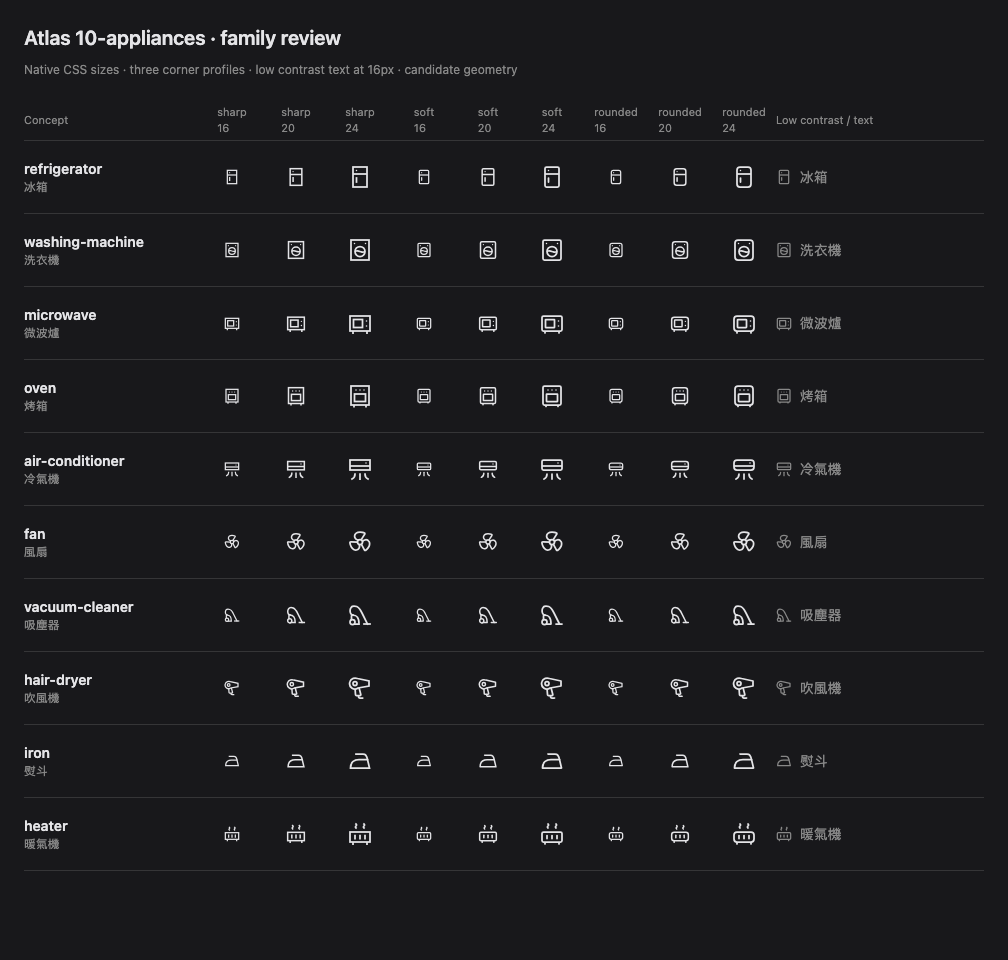 Atlas 10-appliances · family review
Native CSS sizes · three corner profiles · low contrast text at 16px · candidate geometry
Concept sharp 16 sharp 20 sharp 24 soft 16 soft 20 soft 24 rounded 16 rounded 20 rounded 24 Low contrast / text
refrigerator
冰箱
冰箱
washing-machine
洗衣機
洗衣機
microwave
微波爐
微波爐
oven
烤箱
烤箱
air-conditioner
冷氣機
冷氣機
fan
風扇
風扇
vacuum-cleaner
吸塵器
吸塵器
hair-dryer
吹風機
吹風機
iron
熨斗
熨斗
heater
暖氣機
暖氣機